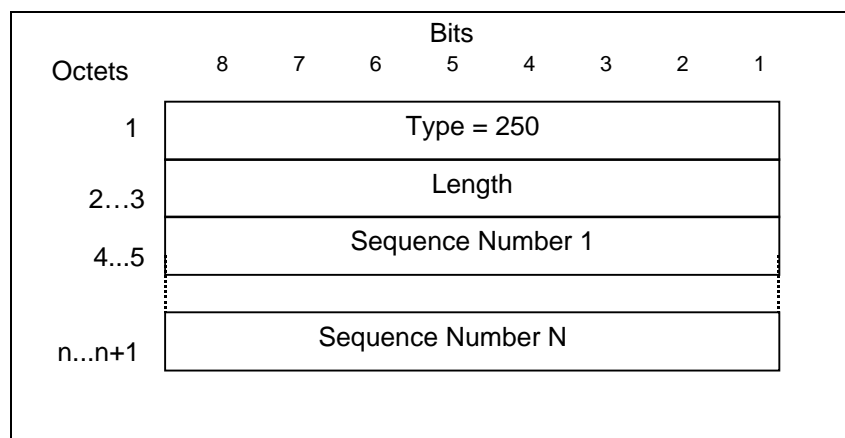 Bits
Octets 8 7 6 5 4 3 2 1
1 Type = 250
2…3 Length
4...5 Sequence Number 1
n...n+1 Sequence Number N